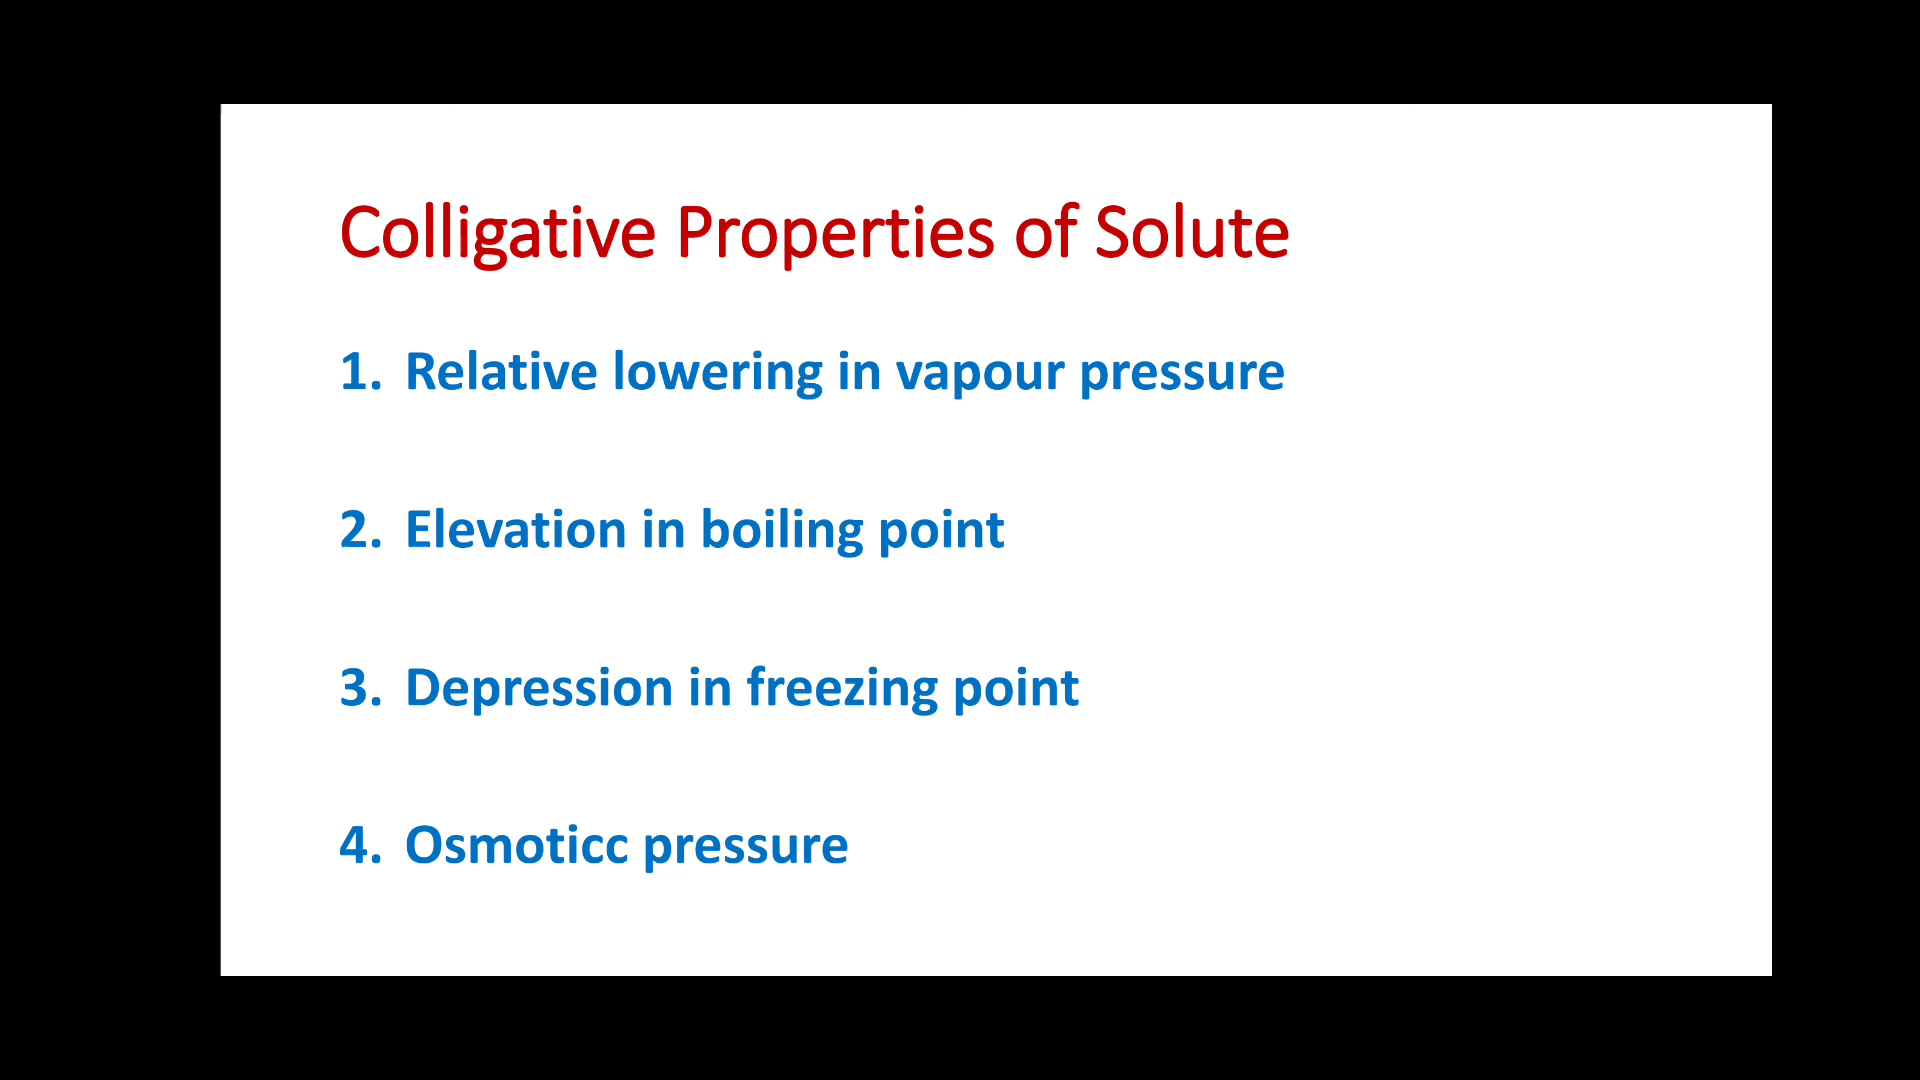 Colligative Properties of Solute
1. Relative lowering in vapour pressure
2. Elevation in boiling point
3. Depression in freezing point
4. Osmoticc pressure